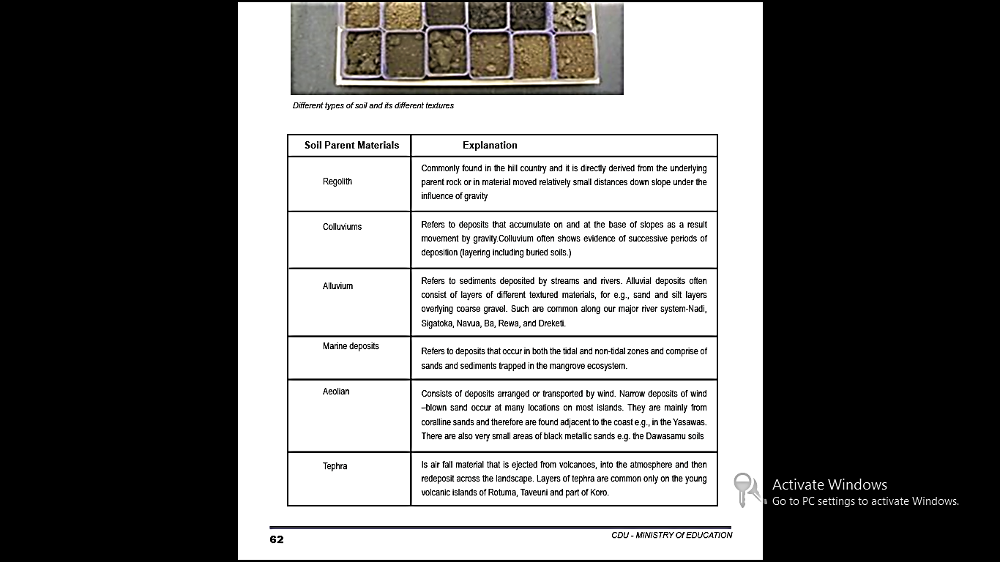 Different types of soil and its different textures
Soil Parent Materials
Explanation
Regolith
Commonly found in the hill country and it is directly derived from the underlying
parent rock or in material moved relatively small distances down slope under the
influence of gravity
Colluviums
Refers to deposits that accumulate on and at the base of slopes as a result
movement by gravity.Colluvium often shows evidence of successive periods of
deposition (layering including buried soils.)
Alluvium
Refers to sediments deposited by streams and rivers. Alluvial deposits often
consist of layers of different textured materials, for e.g., sand and silt layers
overlying coarse gravel. Such are common along our major river system-Nadi,
Sigatoka, Navua, Ba, Rewa, and Dreketi.
Marine deposits
Refers to deposits that occur in both the tidal and non-tidal zones and comprise of
sands and sediments trapped in the mangrove ecosystem.
Aeolian
Consists of deposits arranged or transported by wind. Narrow deposits of wind
–blown sand occur at many locations on most islands. They are mainly from
coralline sands and therefore are found adjacent to the coast e.g., in the Yasawas.
There are also very small areas of black metallic sands e.g. the Dawasamu soils
Tephra
Is air fall material that is ejected from volcanoes, into the atmosphere and then
redeposit across the landscape. Layers of tephra are common only on the young
volcanic islands of Rotuma, Taveuni and part of Koro.
62
CDU - MINISTRY Of EDUCATION
Activate Windows
Go to PC settings to activate Windows.